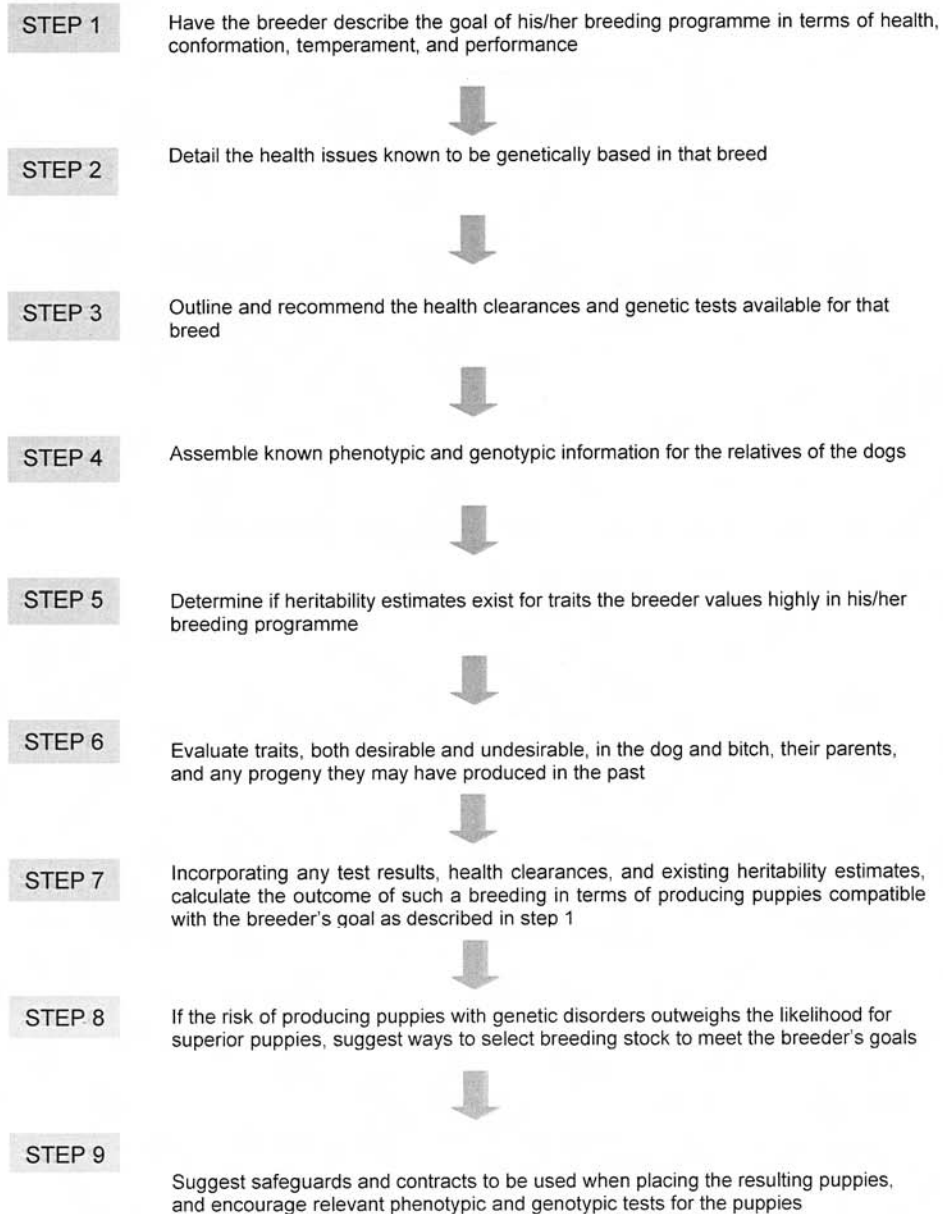 STEP 1
Have the breeder describe the goal of his/her breeding programme in terms of health,
conformation, temperament, and performance
STEP 2
Detail the health issues known to be genetically based in that breed
STEP 3
Outline and recommend the health clearances and genetic tests available for that
breed
STEP 4
Assemble known phenotypic and genotypic information for the relatives of the dogs
STEP 5
Determine if heritability estimates exist for traits the breeder values highly in his/her
breeding programme
STEP 6
Evaluate traits, both desirable and undesirable, in the dog and bitch, their parents,
and any progeny they may have produced in the past
STEP 7
Incorporating any test results, health clearances, and existing heritability estimates,
calculate the outcome of such a breeding in terms of producing puppies compatible
with the breeder's goal as described in step 1
STEP 8
If the risk of producing puppies with genetic disorders outweighs the likelihood for
superior puppies, suggest ways to select breeding stock to meet the breeder's goals
STEP 9
Suggest safeguards and contracts to be used when placing the resulting puppies,
and encourage relevant phenotypic and genotypic tests for the puppies